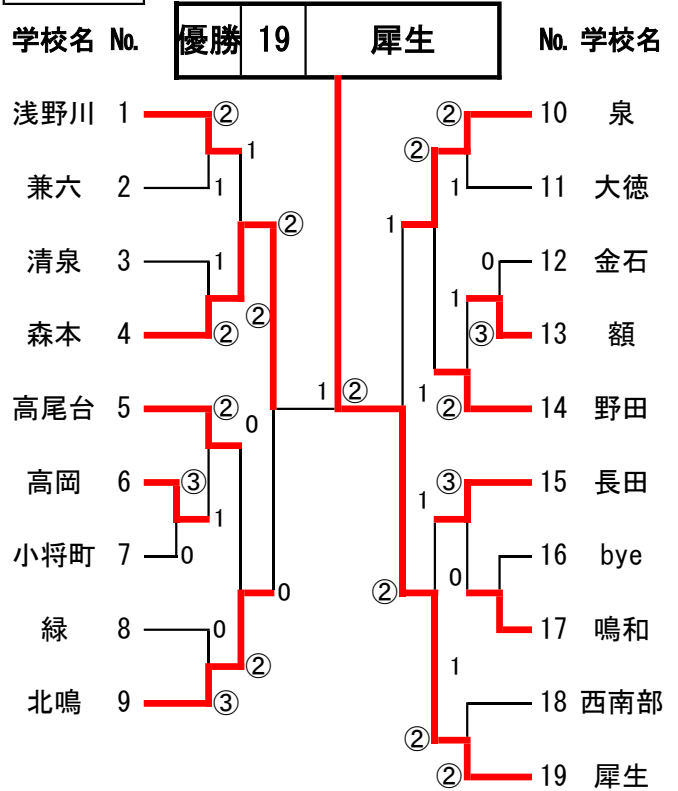 学校名 No. 優勝 19 犀生 No. 学校名
浅野川 1 ② ② 10 泉
1 ②
兼六 2 1 1 11 大徳
② 1
清泉 3 1 0 12 金石
1
② 
森本 4 ② ③ 13 額
1 ② 1
高尾台 5 ② ② 14 野田
0
高岡 6 ③ ③ 15 長田
1 1
小将町 7 0 16 bye
0
0 ②
緑 8 0 17 鳴和
② 1
北鳴 9 ③ 18 西南部
②
② 19 犀生